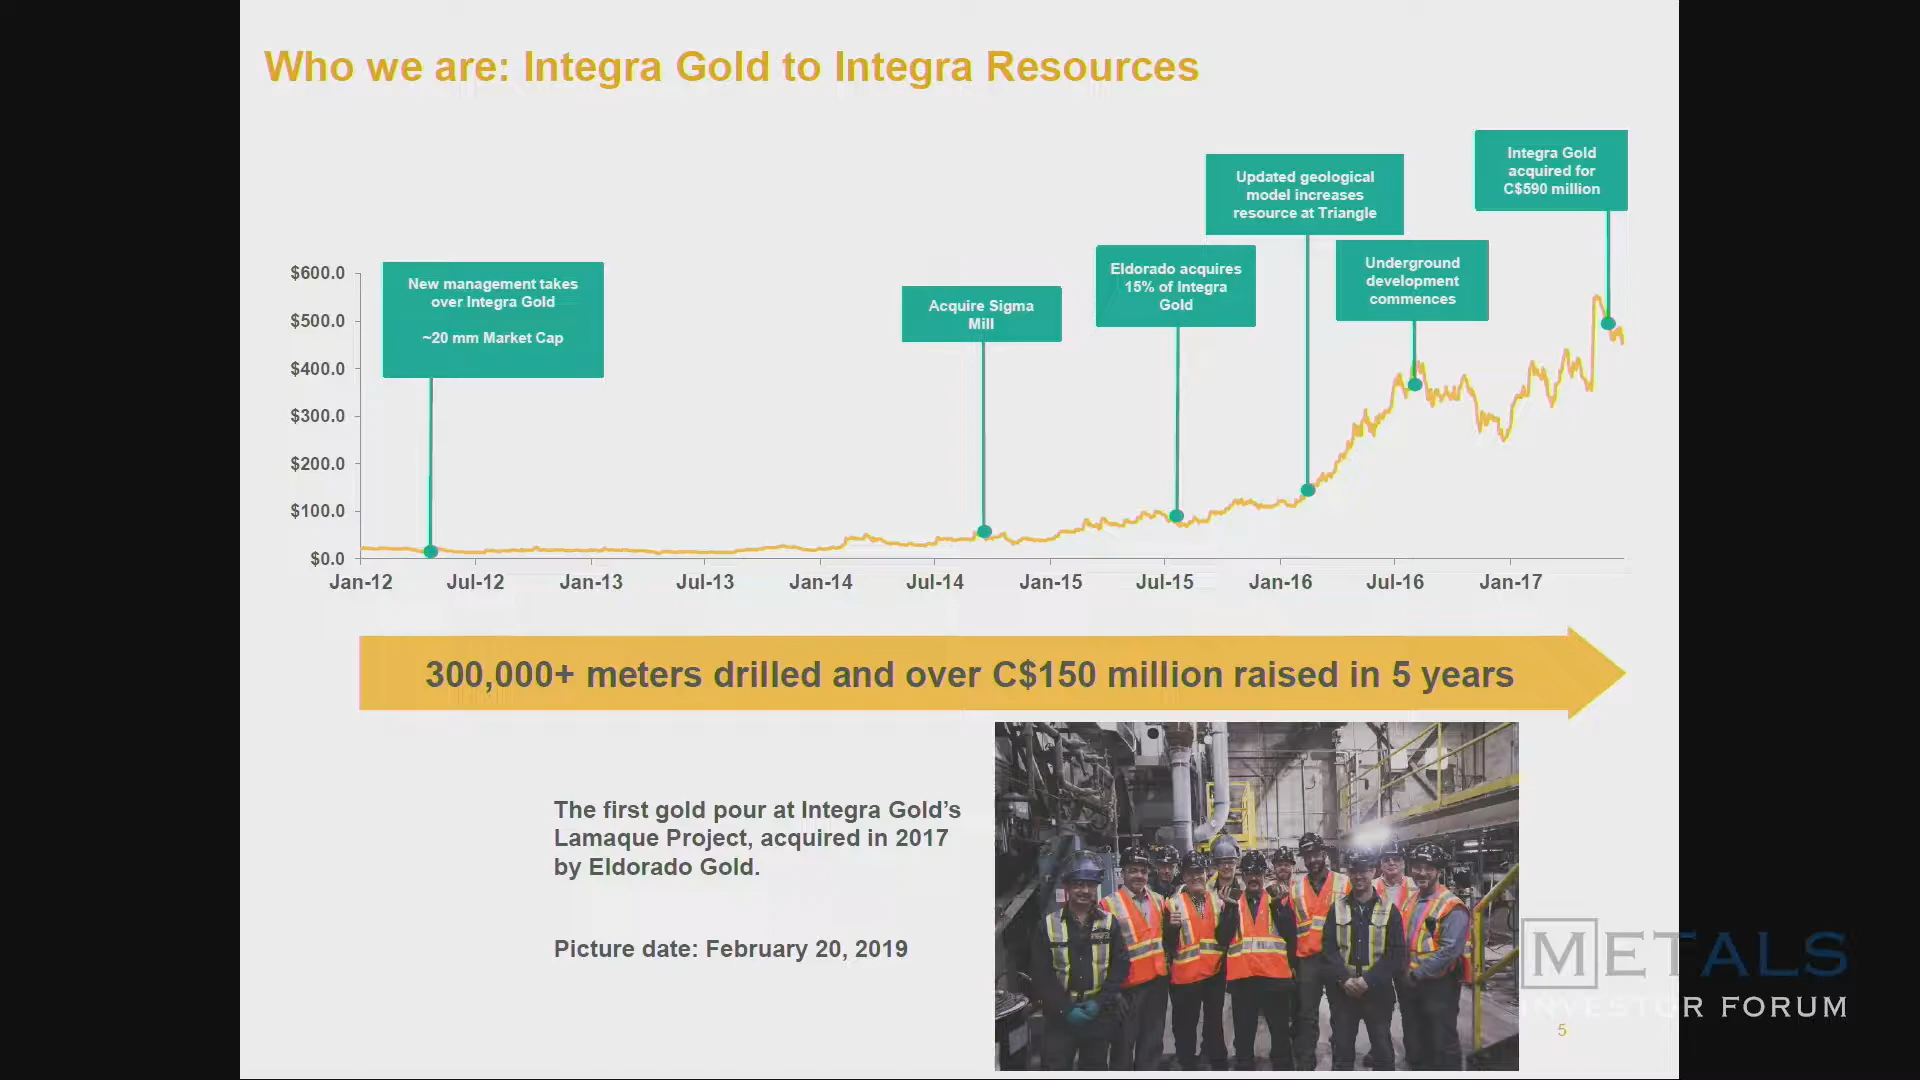 Who we are: Integra Gold to Integra Resources
Integra Gold
acquired for
C$590 million
Updated geological
model increases
resource at Triangle
Underground
development
commences
Eldorado acquires
15% of Integra
Gold
Acquire Sigma
Mill
New management takes
over Integra Gold
~20 mm Market Cap
$600.0
$500.0
$400.0
$300.0
$200.0
$100.0
$0.0
Jan-12 Jul-12 Jan-13 Jul-13 Jan-14 Jul-14 Jan-15 Jul-15 Jan-16 Jul-16 Jan-17
300,000+ meters drilled and over C$150 million raised in 5 years
The first gold pour at Integra Gold’s
Lamaque Project, acquired in 2017
by Eldorado Gold.
Picture date: February 20, 2019
METALS
INVESTOR FORUM
5